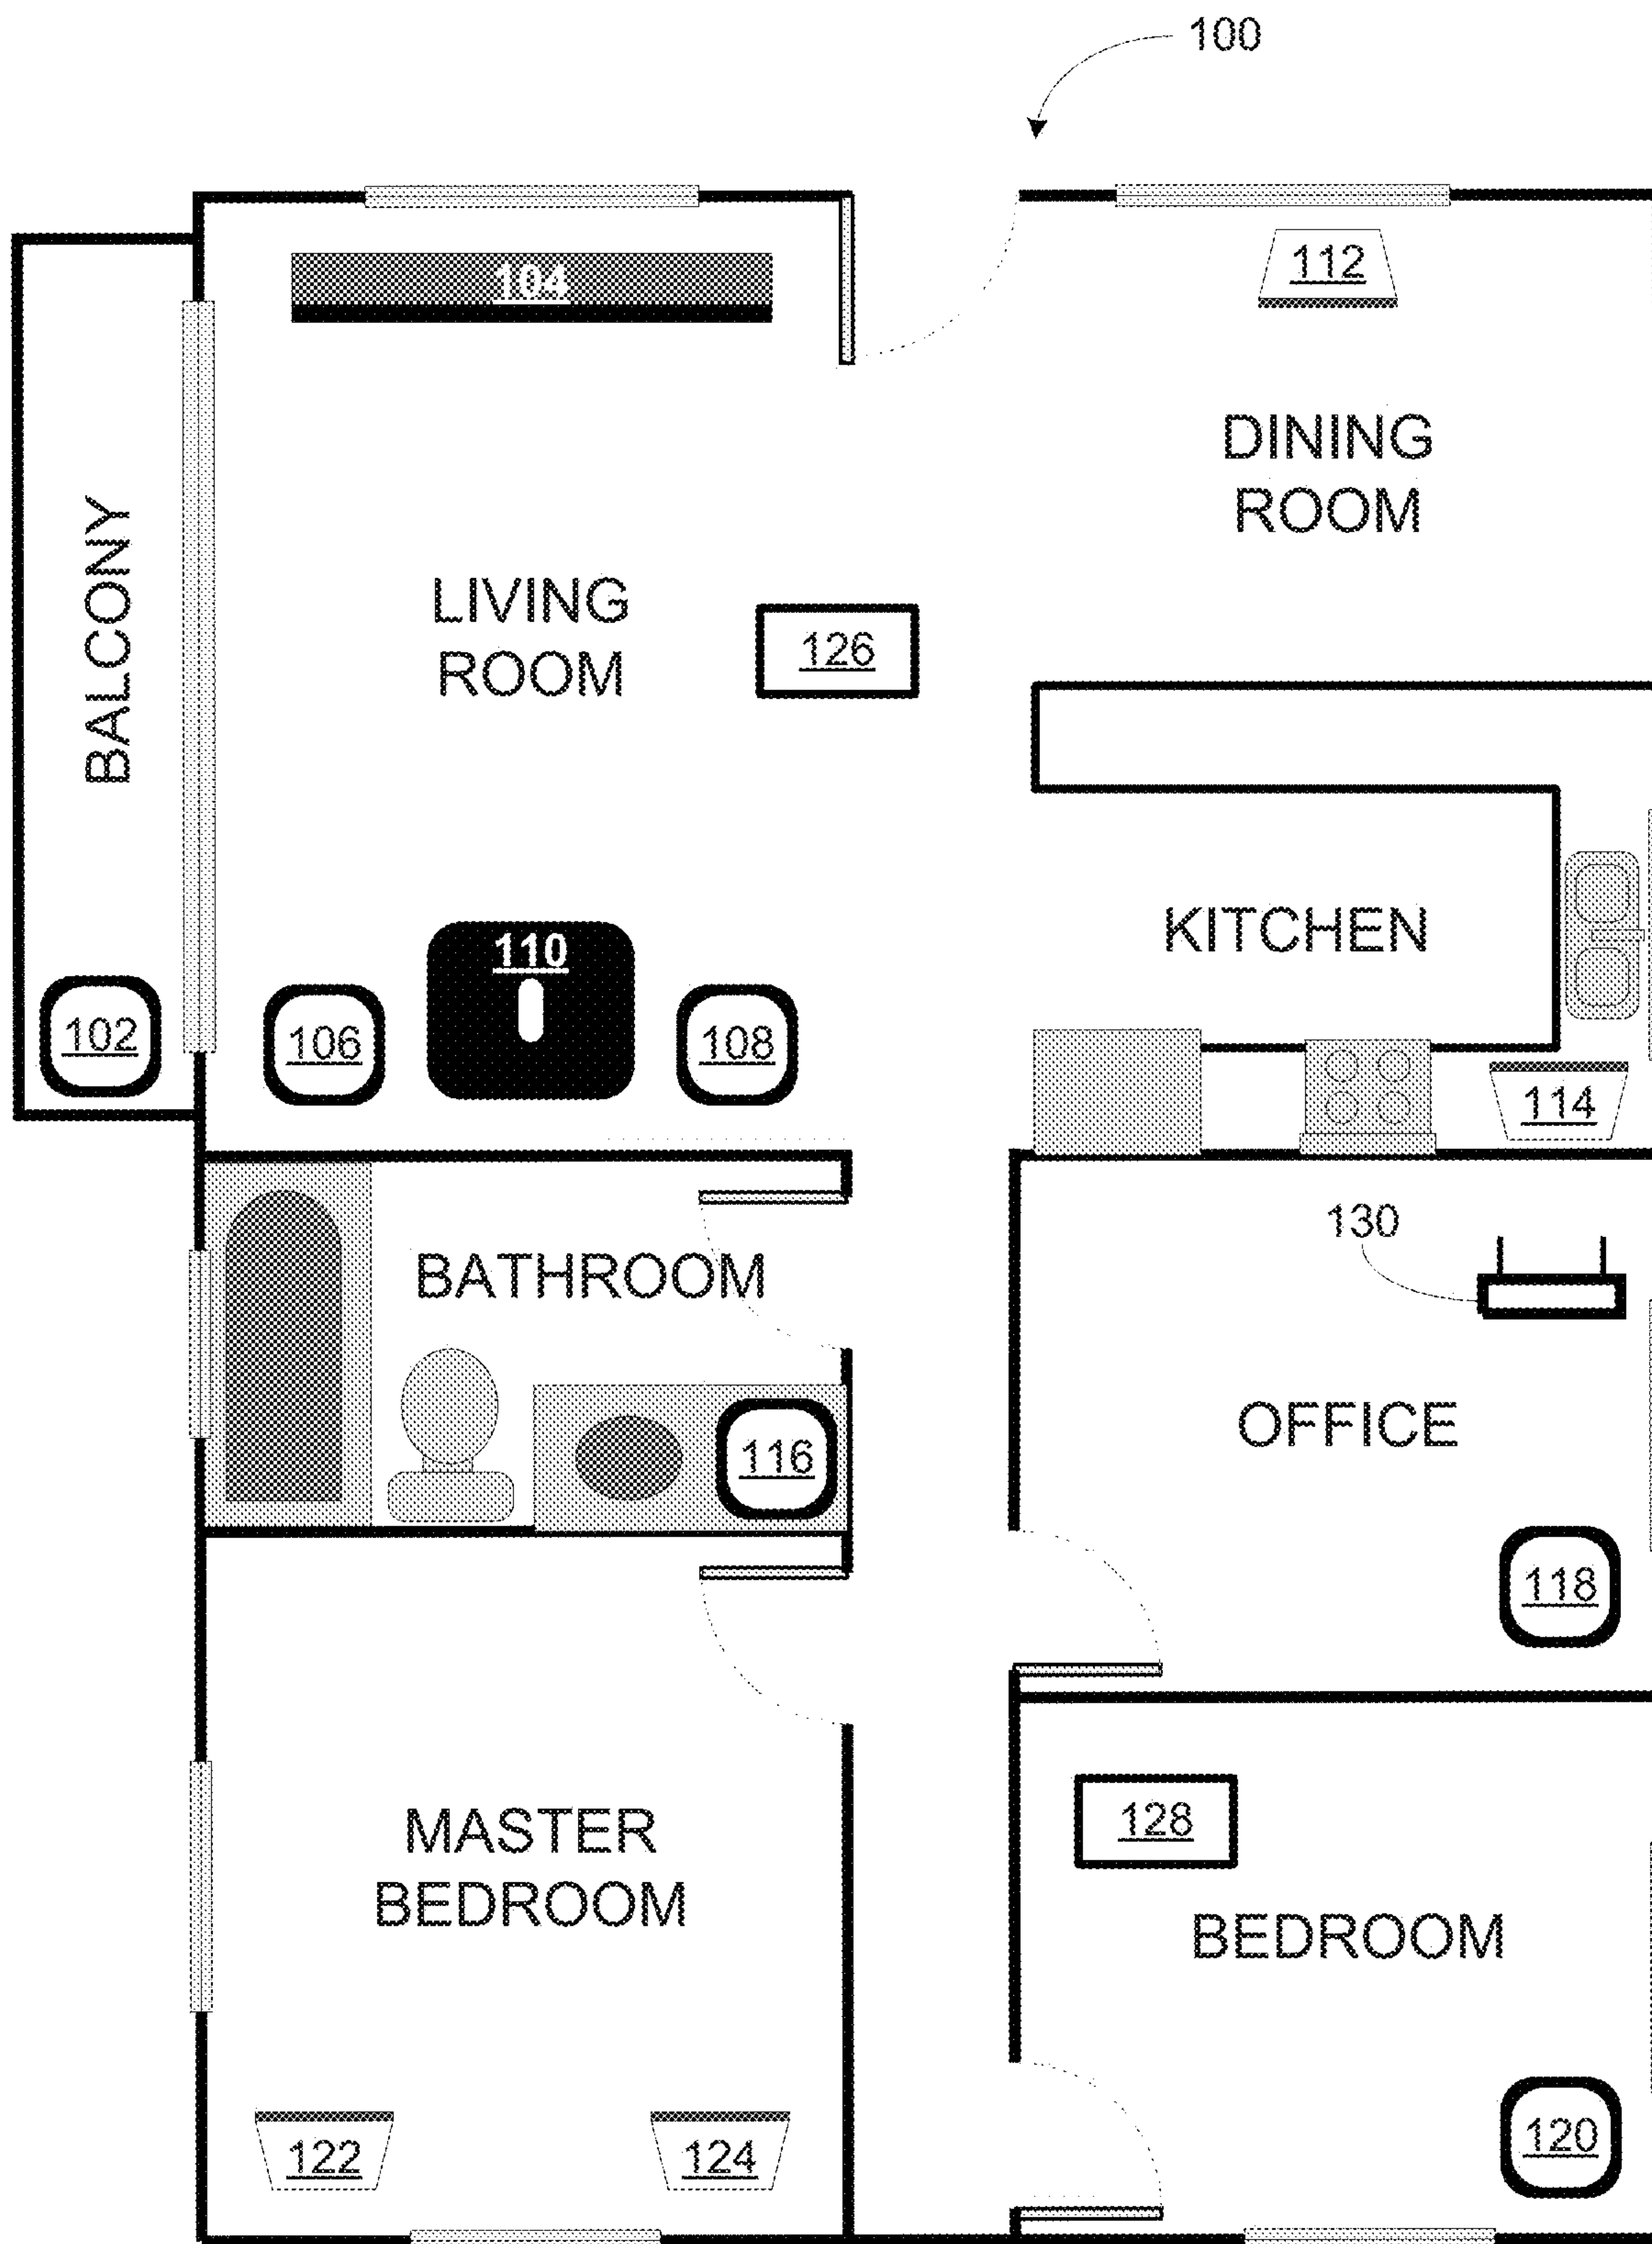 100
104
112
DINING
ROOM
BALCONY
LIVING
ROOM
126
KITCHEN
110
102
106
108
114
130
BATHROOM
OFFICE
116
118
128
MASTER
BEDROOM
BEDROOM
122
124
120